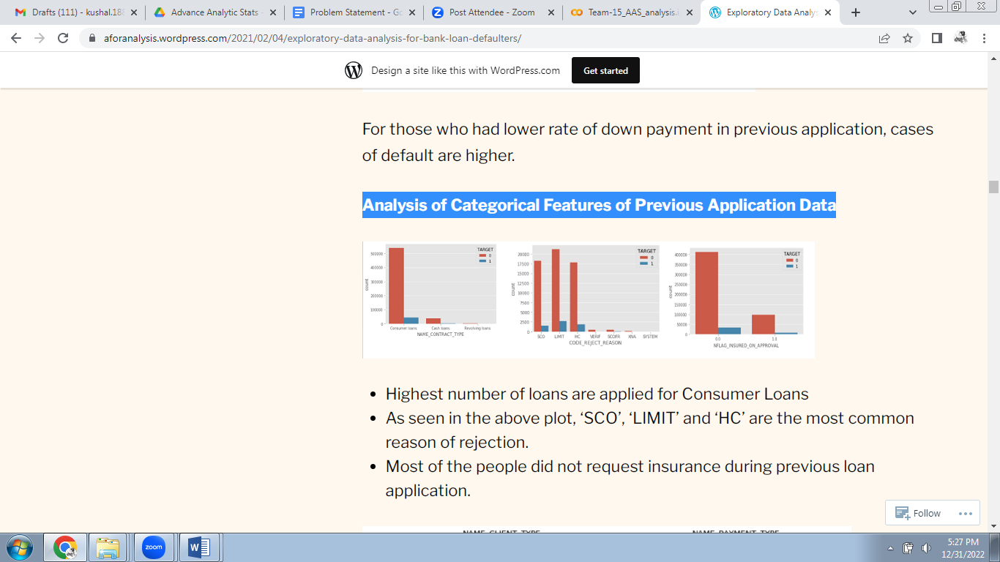 Drafts (111) - kushal.18
Advance Analytic Stats -
Problem Statement - Go
Post Attendee - Zoom
Team-15_AAS_analysis.i
Exploratory Data Analys
aforanalysis.wordpress.com/2021/02/04/exploratory-data-analysis-for-bank-loan-defaulters/
Design a site like this with WordPress.com
Get started
For those who had lower rate of down payment in previous application, cases
of default are higher.
Analysis of Categorical Features of Previous Application Data
TARGET
0
1
500000
400000
300000
200000
100000
0
count
Consumer loans Cash loans Revolving loans
NAME_CONTRACT_TYPE
TARGET
0
1
20000
17500
15000
12500
10000
7500
5000
2500
0
count
SCO LIMIT HC VERIF SCOFR XNA SYSTEM
CODE_REJECT_REASON
TARGET
0
1
400000
350000
300000
250000
200000
150000
100000
50000
0
count
0.0 1.0
NFLAG_INSURED_ON_APPROVAL
• Highest number of loans are applied for Consumer Loans
• As seen in the above plot, ‘SCO’, ‘LIMIT’ and ‘HC’ are the most common
reason of rejection.
• Most of the people did not request insurance during previous loan
application.
Follow
NAME_CLIENT_TYPE NAME_PAYMENT_TYPE
zoom
5:27 PM
12/31/2022